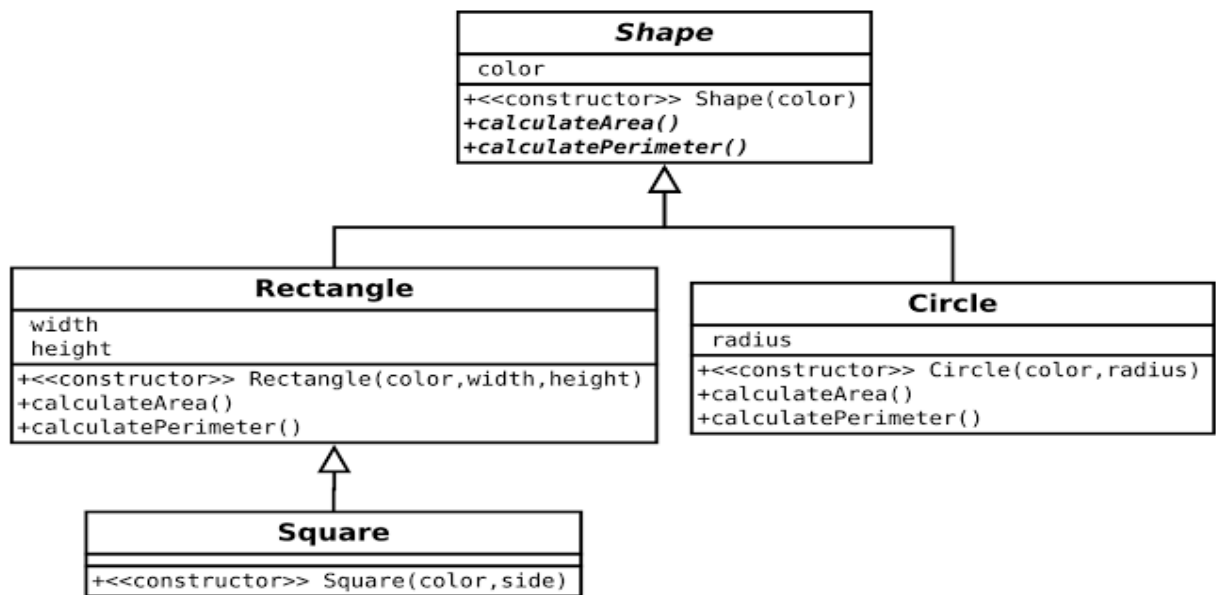 Shape
color
+<<constructor>> Shape(color)
+calculateArea()
+calculatePerimeter()
Rectangle
width
height
+<<constructor>> Rectangle(color,width,height)
+calculateArea()
+calculatePerimeter()
Circle
radius
+<<constructor>> Circle(color,radius)
+calculateArea()
+calculatePerimeter()
Square
+<<constructor>> Square(color,side)